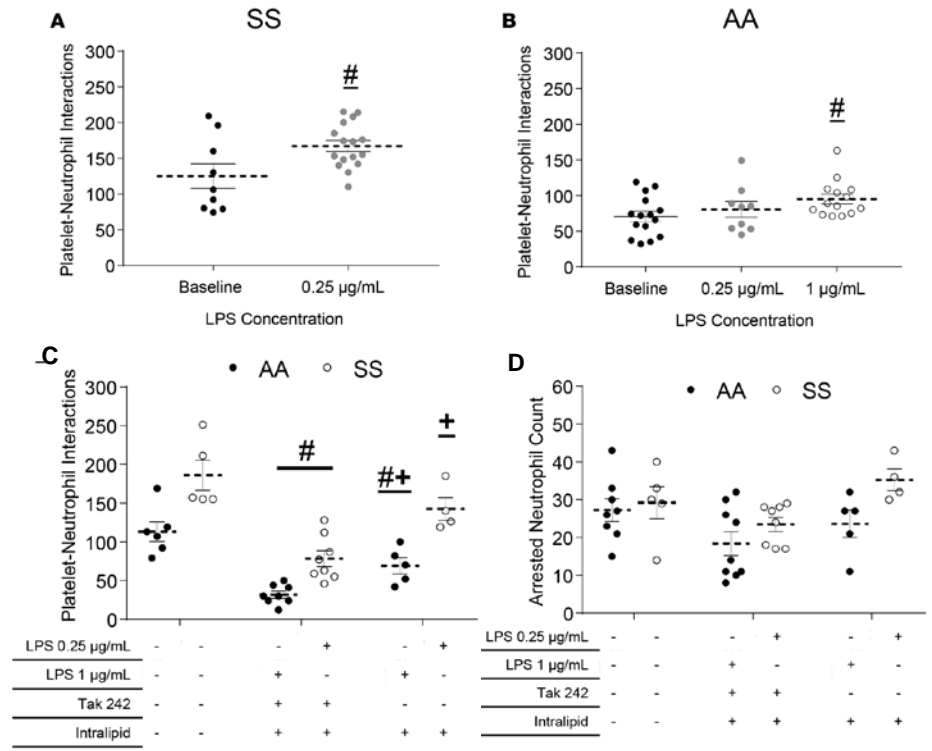 A SS
Platelet-Neutrophil Interactions
300
250
200
150
100
50
0
#
Baseline 0.25 µg/mL
LPS Concentration
B AA
Platelet-Neutrophil Interactions
300
250
200
150
100
50
0
#
Baseline 0.25 µg/mL 1 µg/mL
LPS Concentration
C AA SS
Platelet-Neutrophil Interactions
300
250
200
150
100
50
0
#
#+
+
LPS 0.25 µg/mL - - - + - +
LPS 1 µg/mL - - + - + -
Tak 242 - - + + - -
Intralipid - - + + + +
D AA SS
Arrested Neutrophil Count
60
50
40
30
20
10
0
LPS 0.25 µg/mL - - - + - +
LPS 1 µg/mL - - + - + -
Tak 242 - - + + - -
Intralipid - - + + + +